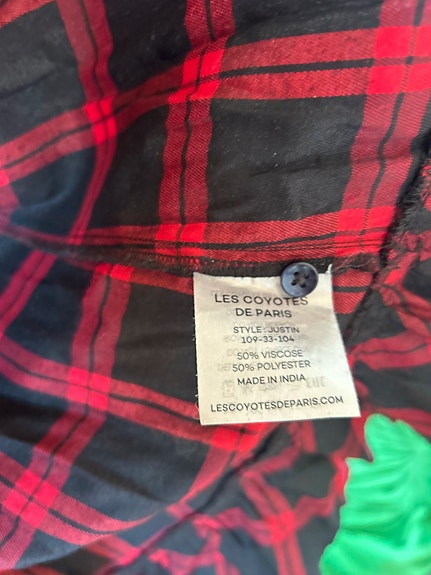 LES COYOTES
DE PARIS
STYLE : JUSTIN
109-33-104
50% VISCOSE
50% POLYESTER
MADE IN INDIA
LESCOYOTESDEPARIS.COM